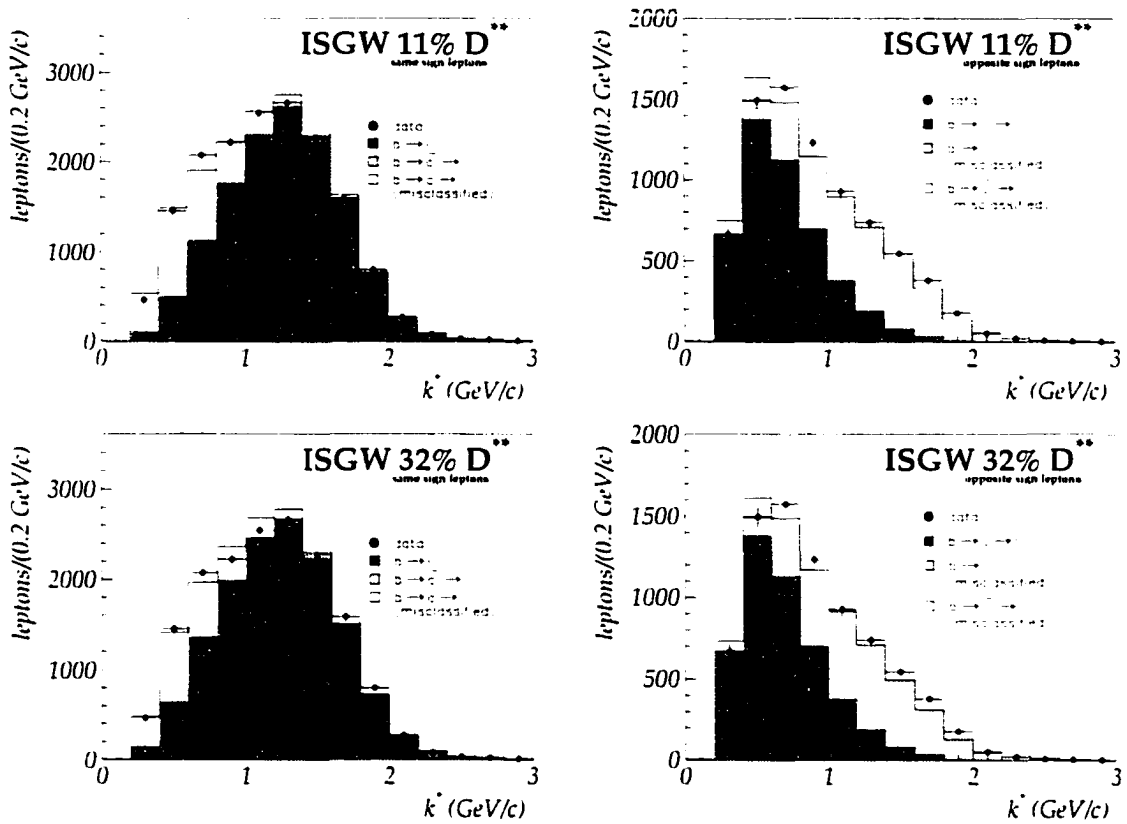 ISGW 11% D**
same sign leptons
leptons/(0.2 GeV/c)
3000
2000
1000
0
data
b →
b → c →
b → c →
(misclassified)
0 1 2 3
k* (GeV/c)
ISGW 11% D**
opposite sign leptons
leptons/(0.2 GeV/c)
2000
1500
1000
500
0
data
b → →
b →
misclassified)
b → →
misclassified)
0 1 2 3
k* (GeV/c)
ISGW 32% D**
same sign leptons
leptons/(0.2 GeV/c)
3000
2000
1000
0
data
b →
b → c →
b → c →
(misclassified)
0 1 2 3
k* (GeV/c)
ISGW 32% D**
opposite sign leptons
leptons/(0.2 GeV/c)
2000
1500
1000
500
0
data
b → →
b →
misclassified)
b → →
misclassified)
0 1 2 3
k* (GeV/c)